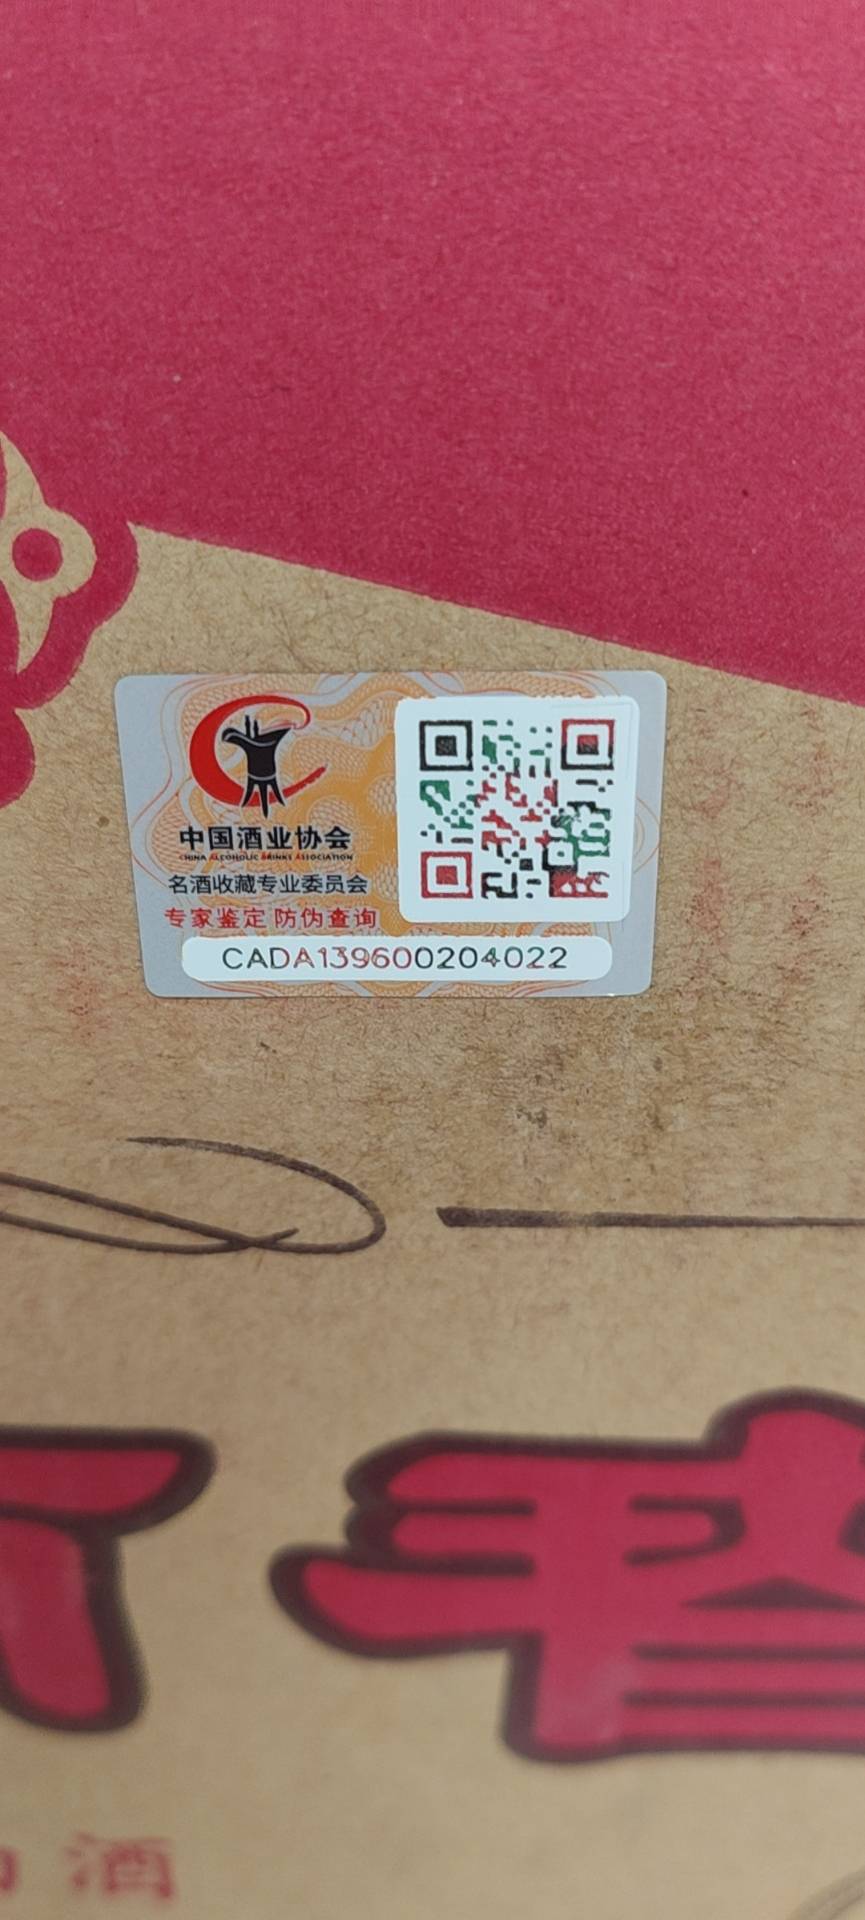 中国酒业协会
CHINA ALCOHOLIC DRINKS ASSOCIATION
名酒收藏专业委员会
专家鉴定 防伪查询
CADA139600204022
酒